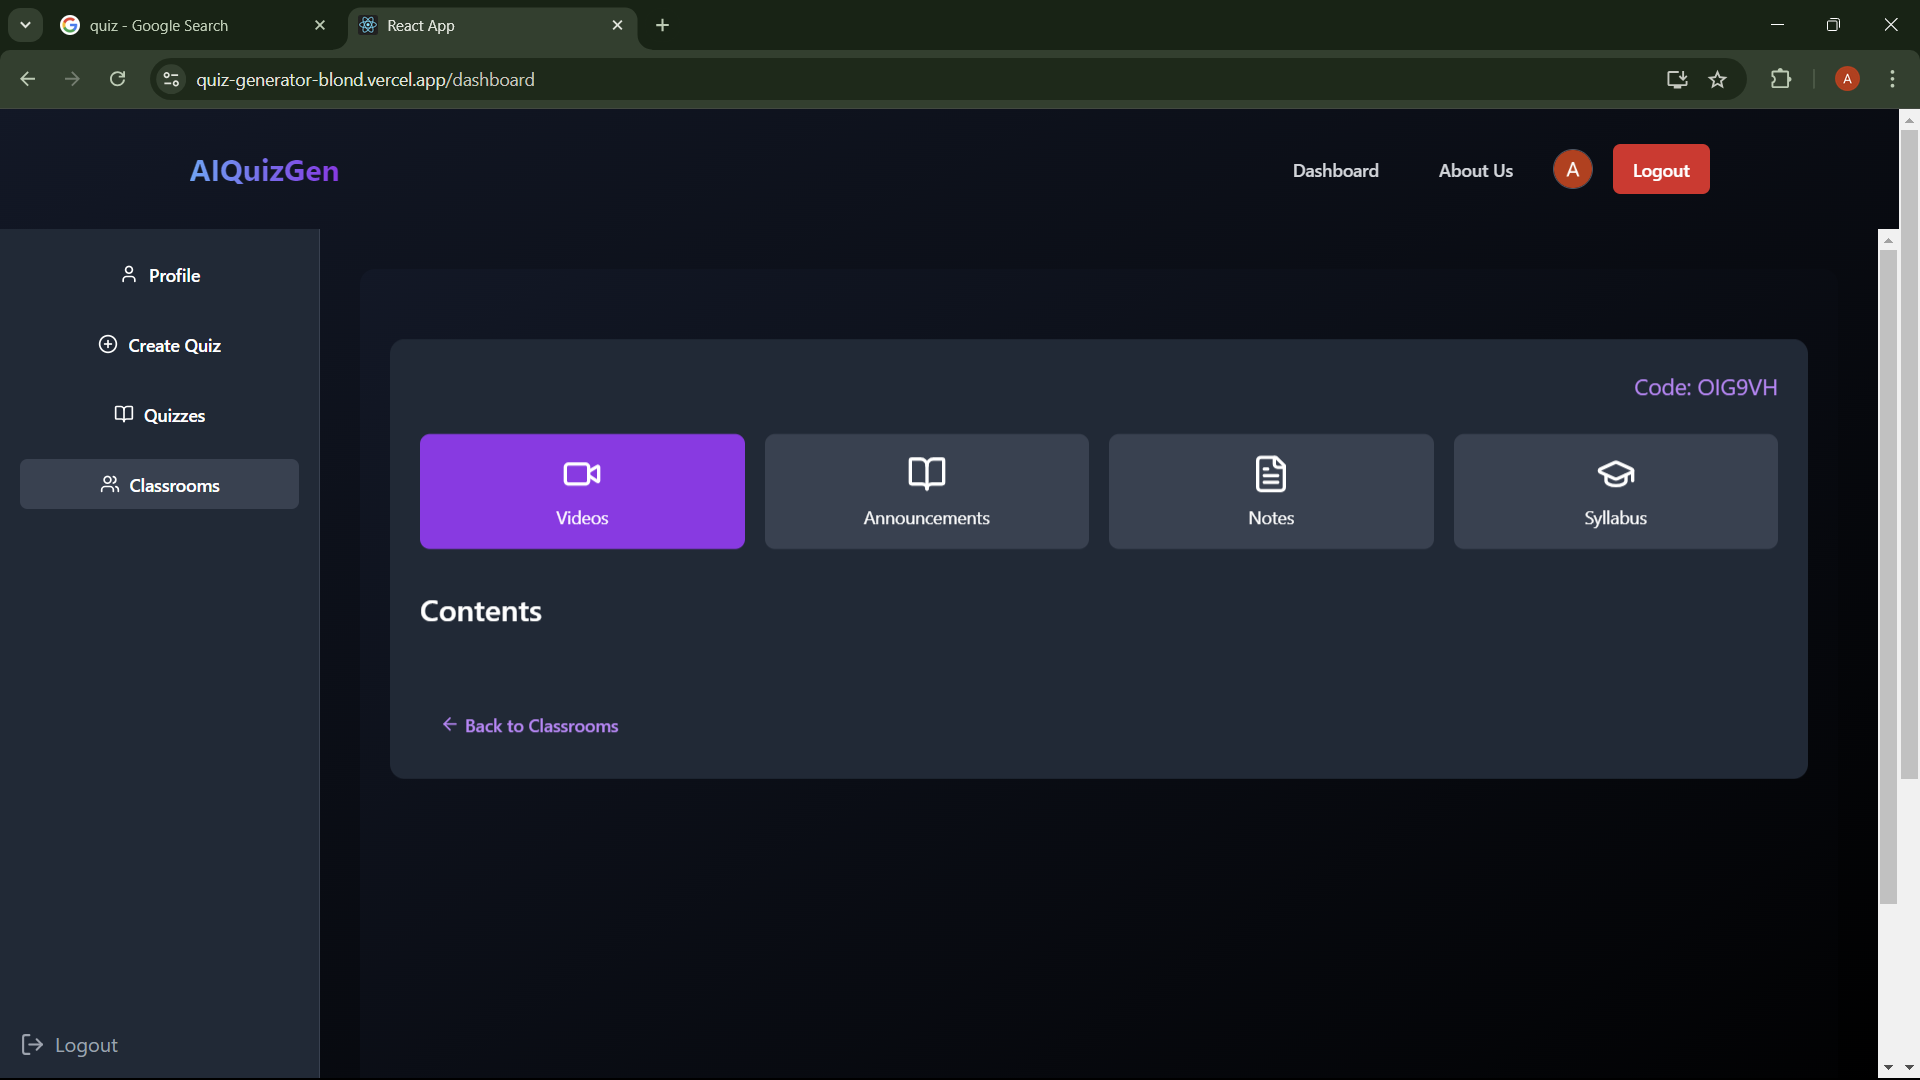 quiz - Google Search
React App
quiz-generator-blond.vercel.app/dashboard
A
AIQuizGen
Dashboard
About Us
A
Logout
Profile
Create Quiz
Quizzes
Classrooms
Code: OIG9VH
Videos
Announcements
Notes
Syllabus
Contents
Back to Classrooms
Logout